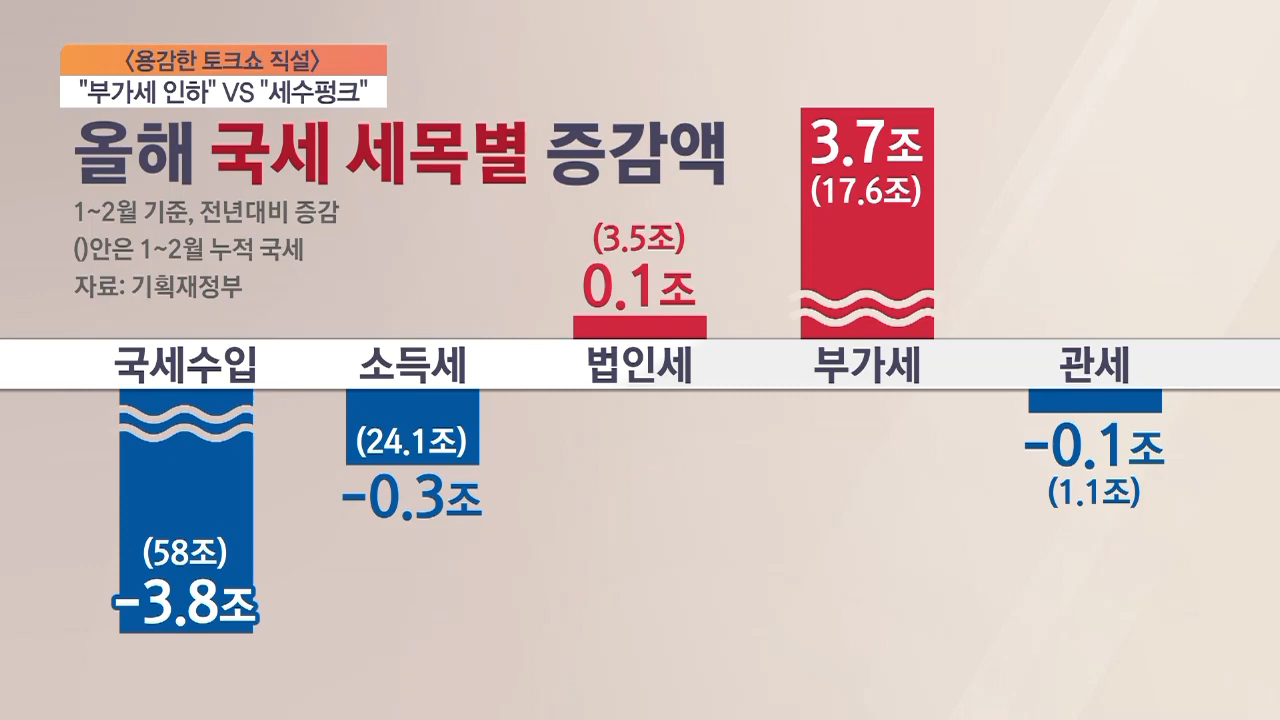 <용감한 토크쇼 직설>
"부가세 인하" VS "세수펑크"
올해 국세 세목별 증감액
1~2월 기준, 전년대비 증감
()안은 1~2월 누적 국세
자료: 기획재정부
3.7조
(17.6조)
(3.5조)
0.1조
국세수입 소득세 법인세 부가세 관세
(24.1조)
-0.3조
-0.1조
(1.1조)
(58조)
-3.8조